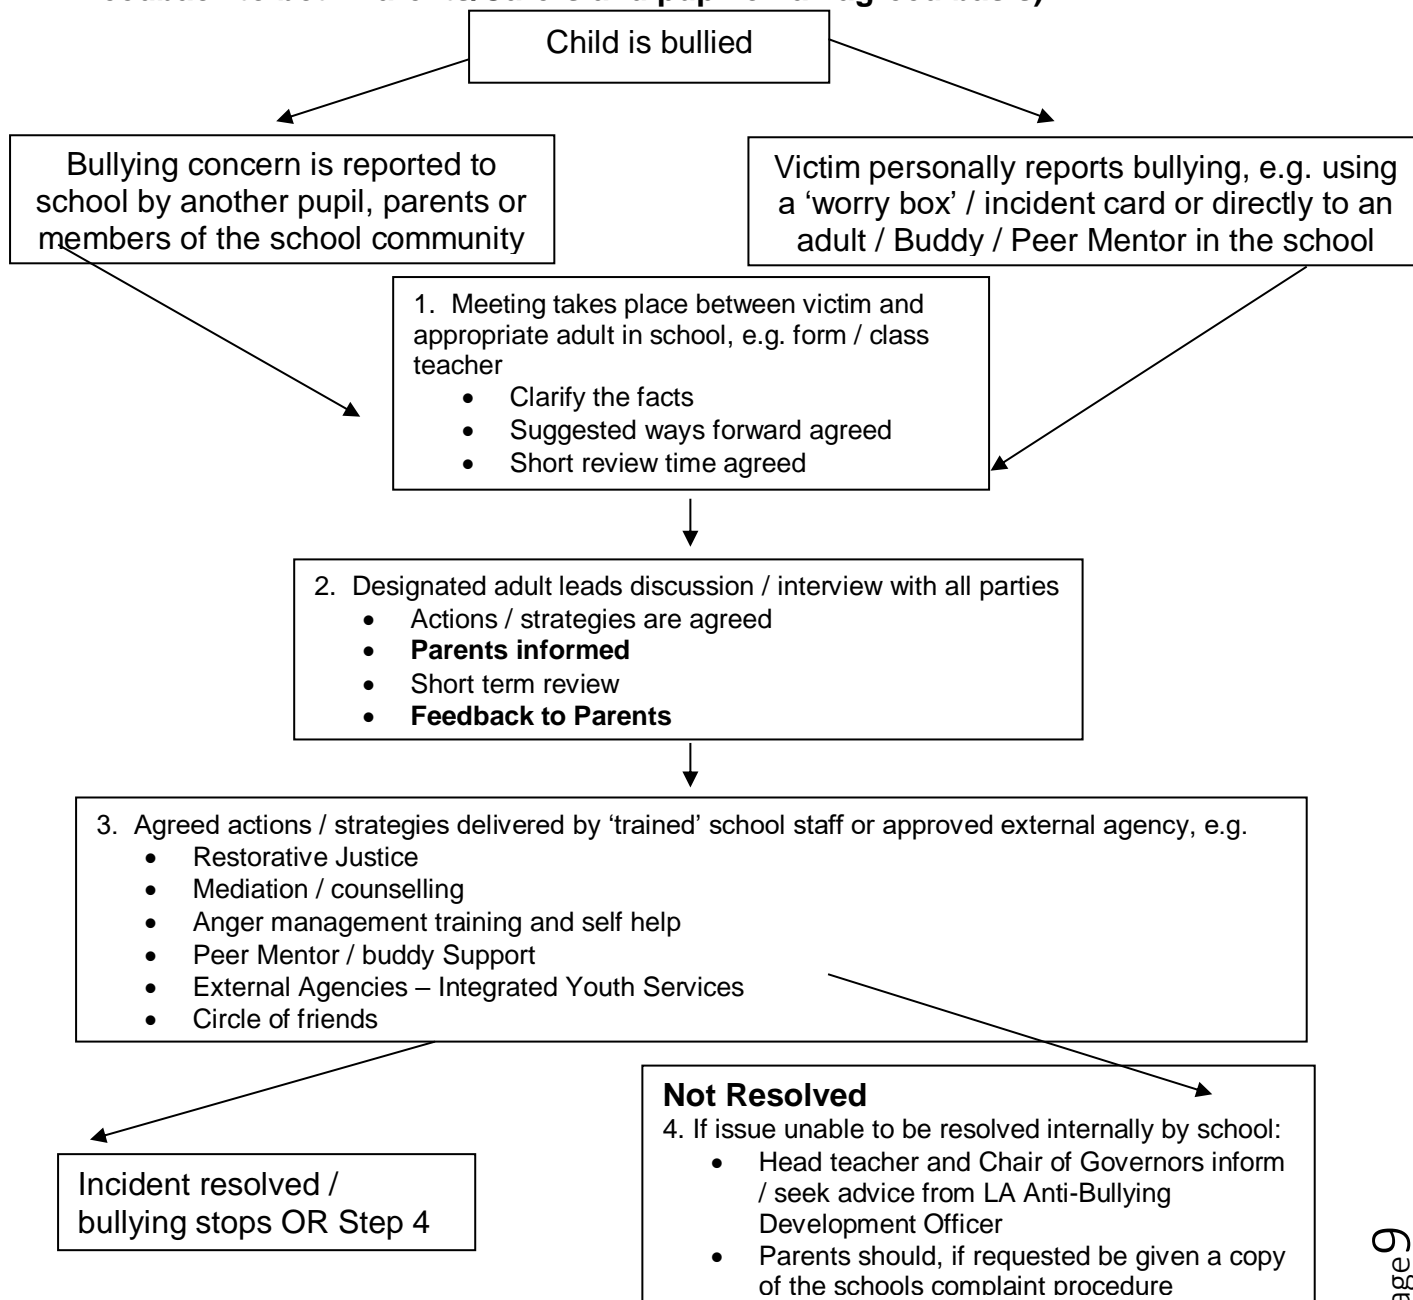 Child is bullied
Bullying concern is reported to
school by another pupil, parents or
members of the school community
Victim personally reports bullying, e.g. using
a ‘worry box’ / incident card or directly to an
adult / Buddy / Peer Mentor in the school
1. Meeting takes place between victim and
appropriate adult in school, e.g. form / class
teacher
• Clarify the facts
• Suggested ways forward agreed
• Short review time agreed
2. Designated adult leads discussion / interview with all parties
• Actions / strategies are agreed
• Parents informed
• Short term review
• Feedback to Parents
3. Agreed actions / strategies delivered by ‘trained’ school staff or approved external agency, e.g.
• Restorative Justice
• Mediation / counselling
• Anger management training and self help
• Peer Mentor / buddy Support
• External Agencies – Integrated Youth Services
• Circle of friends
Incident resolved /
bullying stops OR Step 4
Not Resolved
4. If issue unable to be resolved internally by school:
• Head teacher and Chair of Governors inform
/ seek advice from LA Anti-Bullying
Development Officer
• Parents should, if requested be given a copy
of the schools complaint procedure
9